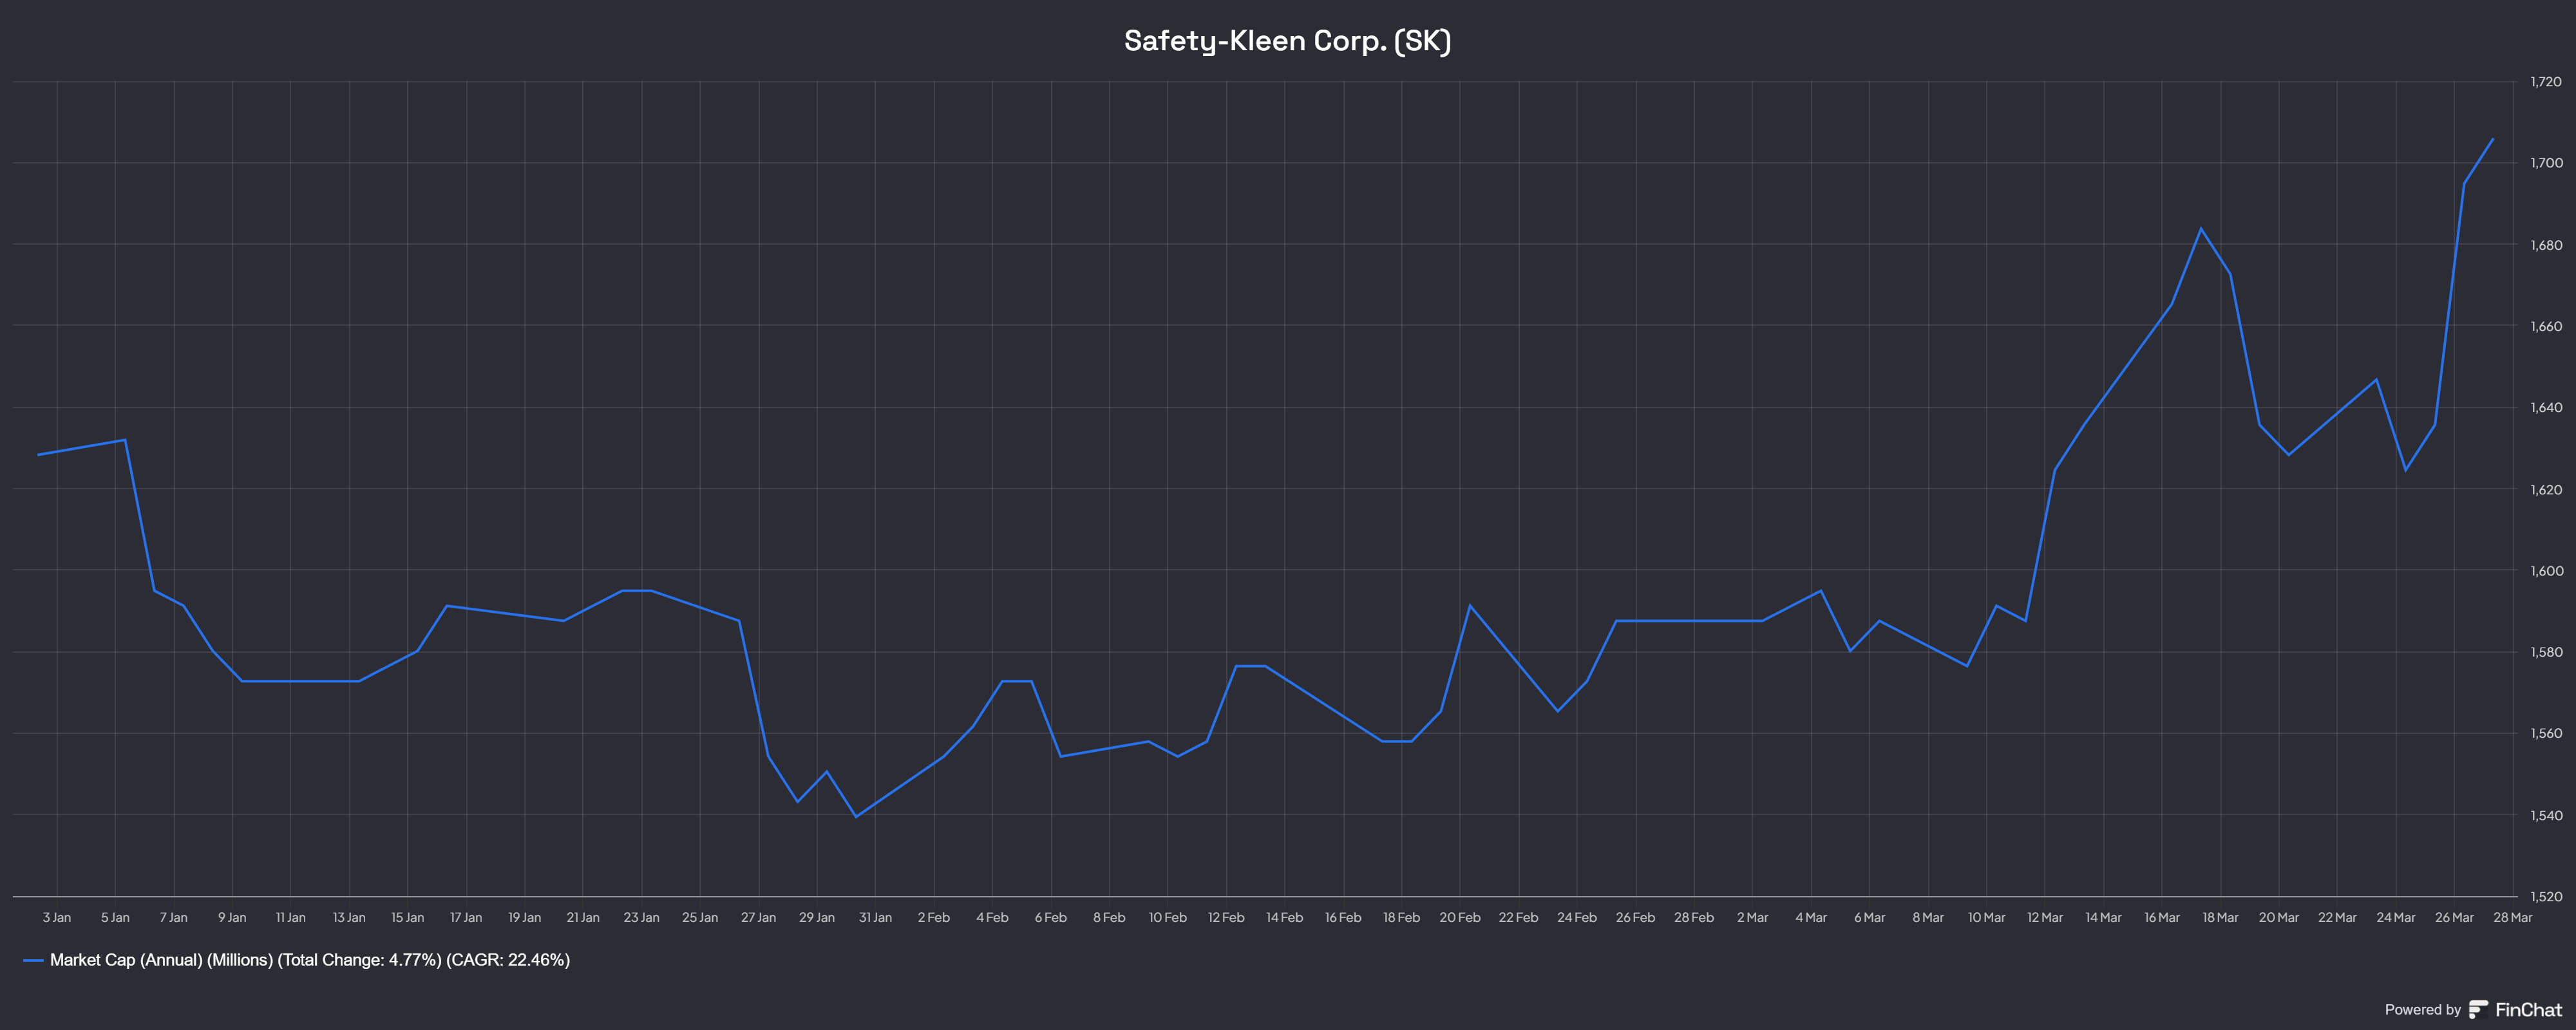 Safety-Kleen Corp. (SK)
1,720
1,700
1,680
1,660
1,640
1,620
1,600
1,580
1,560
1,540
1,520
3 Jan 5 Jan 7 Jan 9 Jan 11 Jan 13 Jan 15 Jan 17 Jan 19 Jan 21 Jan 23 Jan 25 Jan 27 Jan 29 Jan 31 Jan 2 Feb 4 Feb 6 Feb 8 Feb 10 Feb 12 Feb 14 Feb 16 Feb 18 Feb 20 Feb 22 Feb 24 Feb 26 Feb 28 Feb 2 Mar 4 Mar 6 Mar 8 Mar 10 Mar 12 Mar 14 Mar 16 Mar 18 Mar 20 Mar 22 Mar 24 Mar 26 Mar 28 Mar
Market Cap (Annual) (Millions) (Total Change: 4.77%) (CAGR: 22.46%)
Powered by FinChat